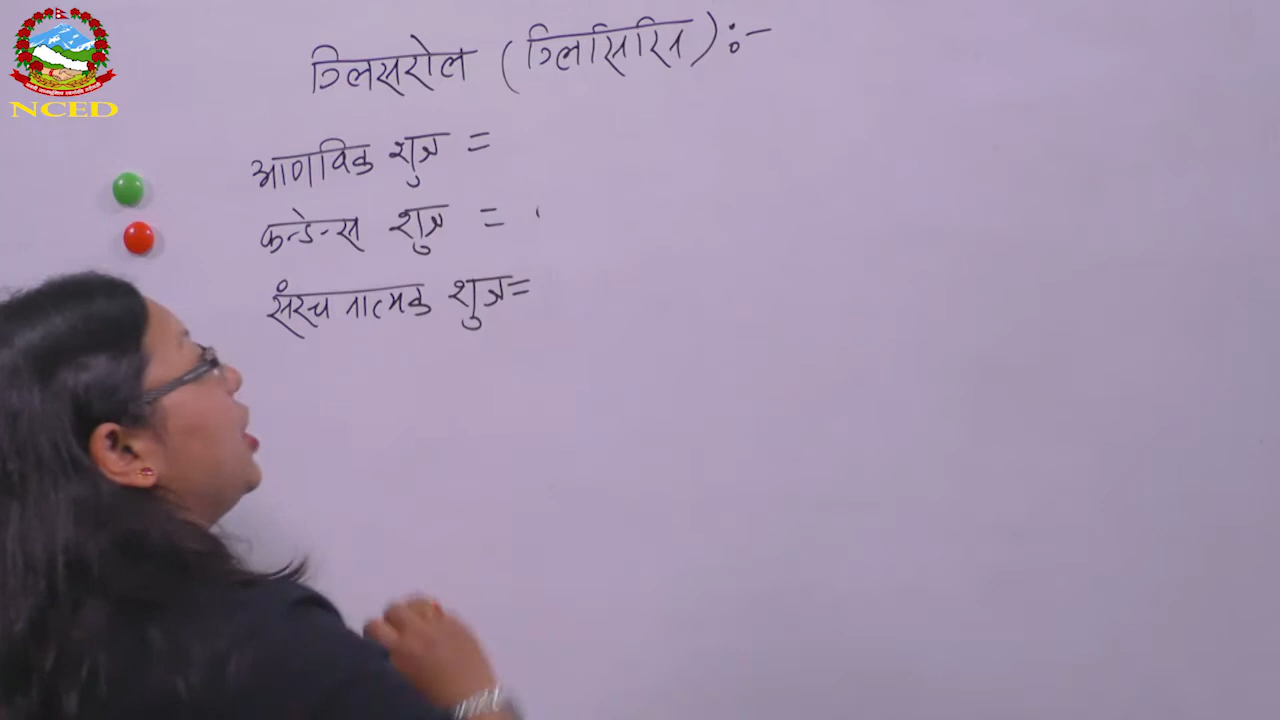 NCED
ग्लिसरोल (ग्लिसिरिन) :-
आणविक शुत्र =
कन्डेन्स शुत्र =
संरचनात्मक शुत्र=